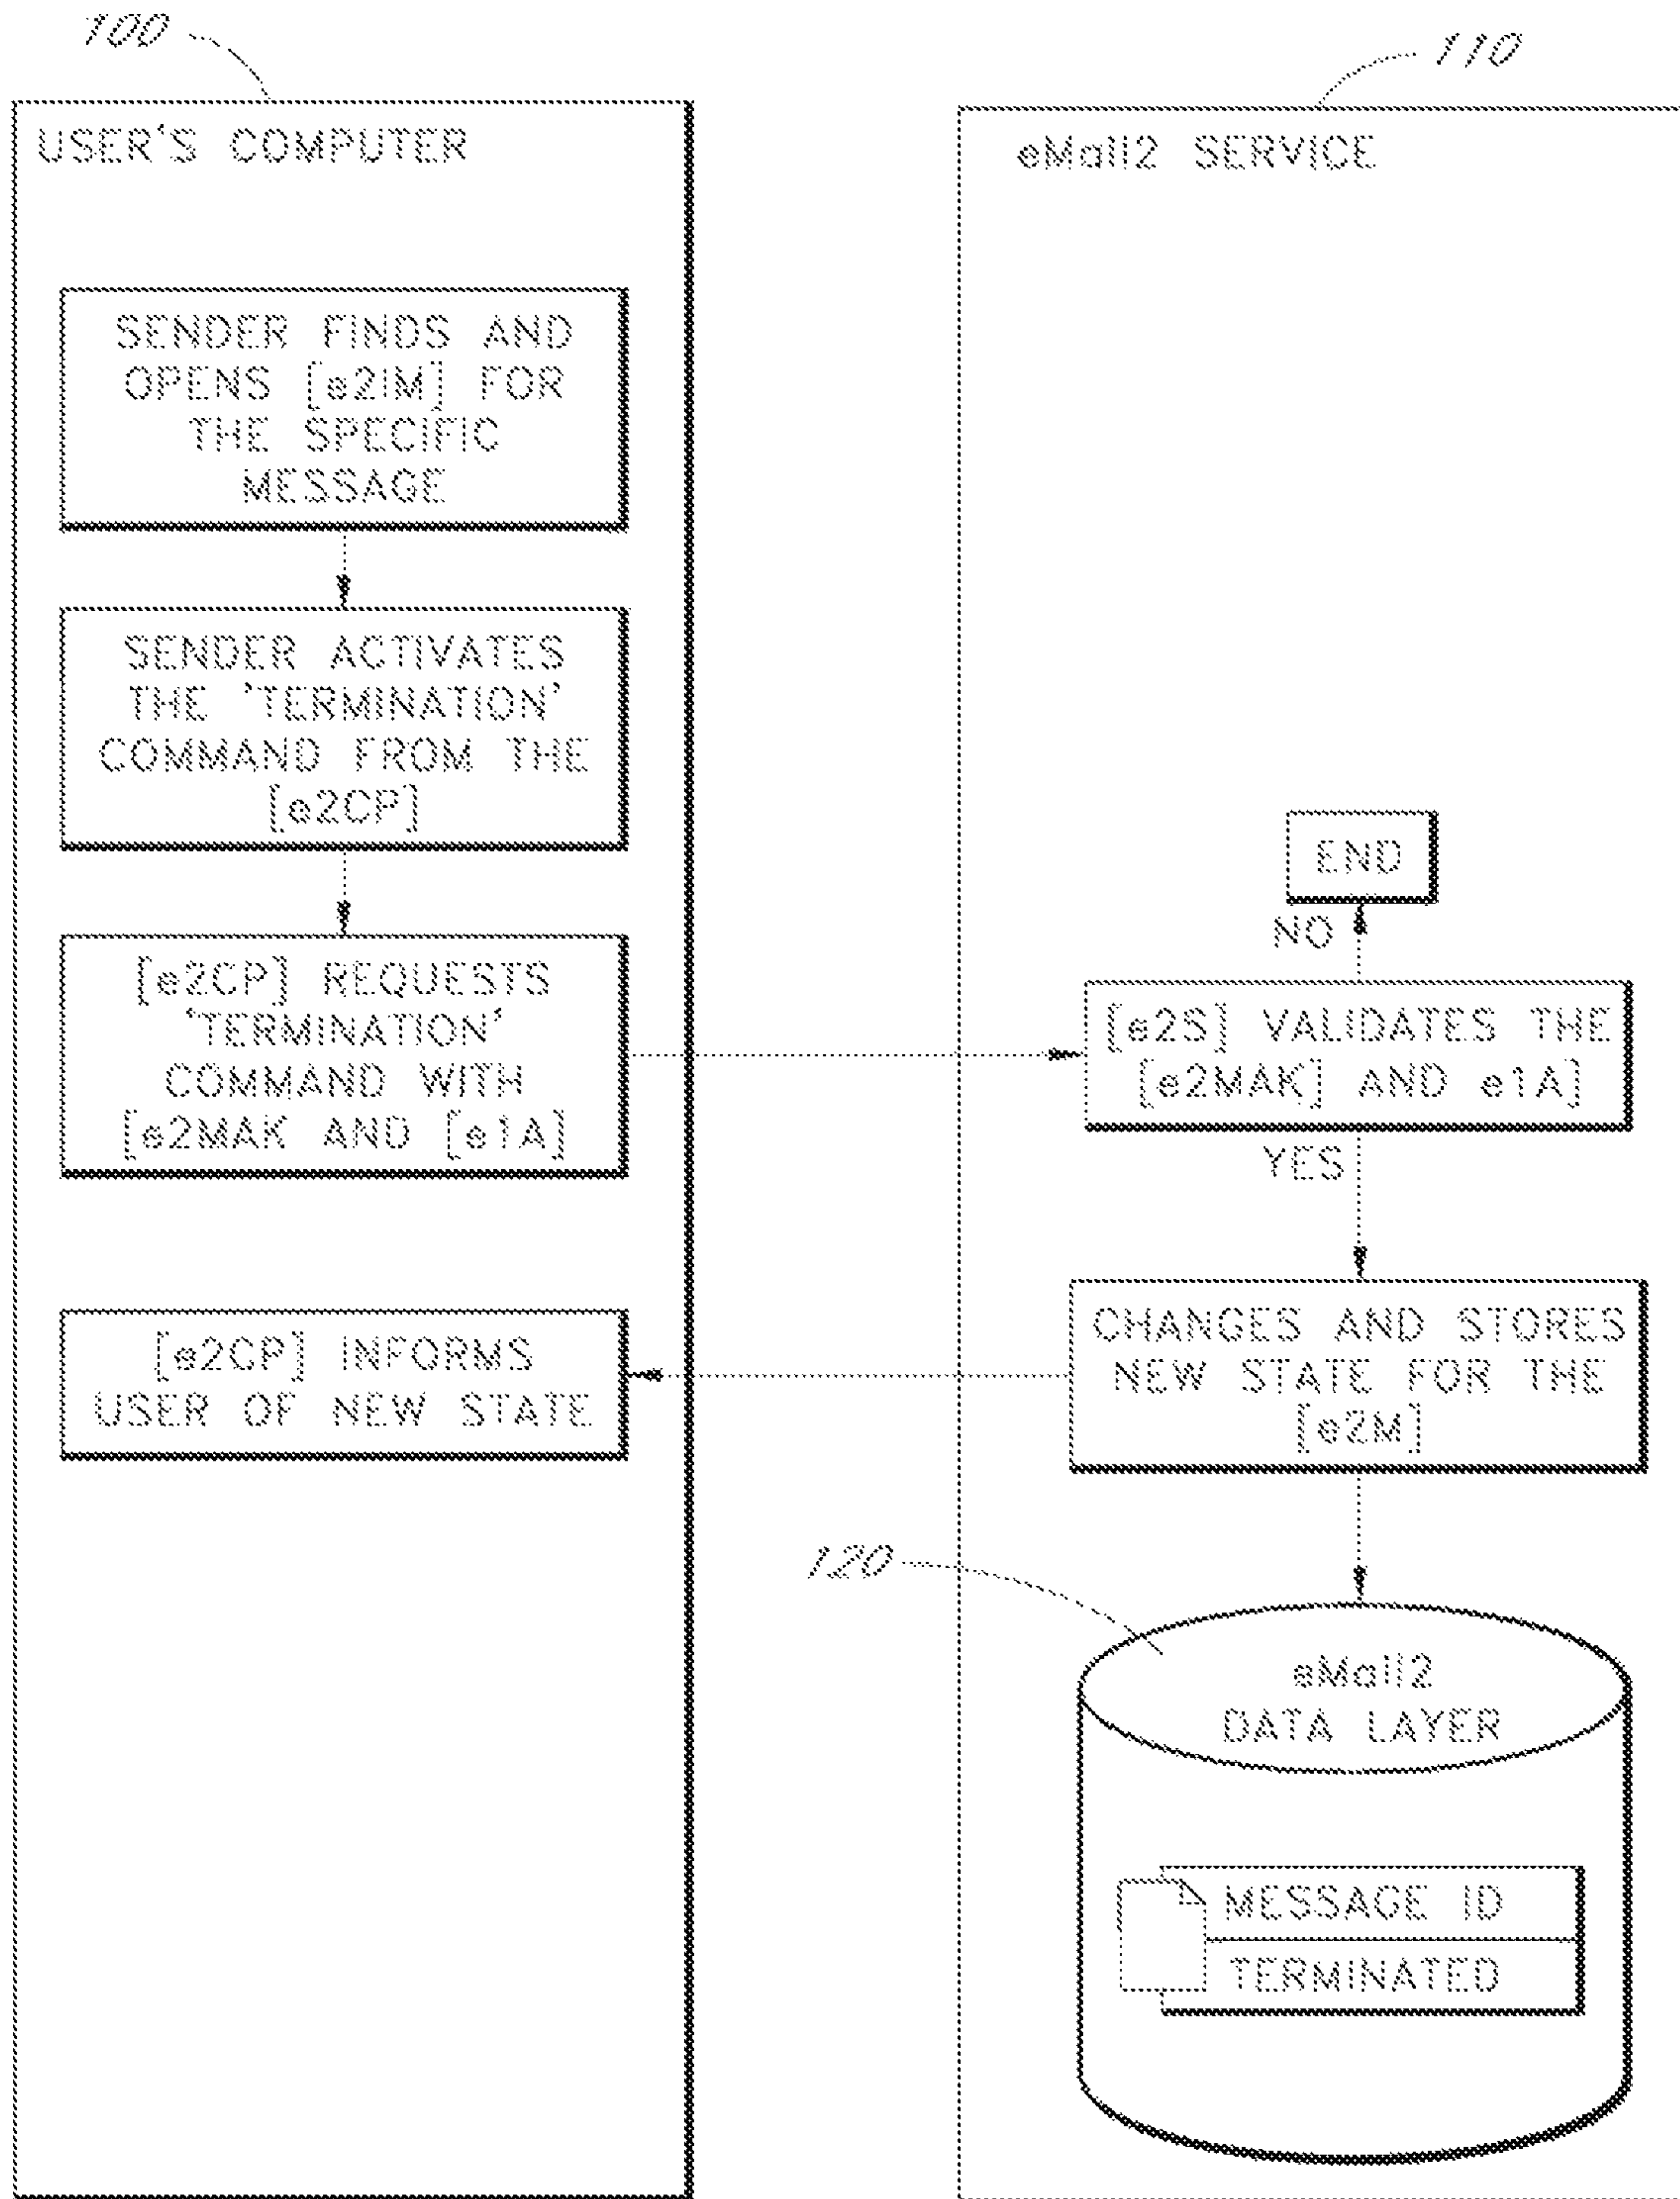 100
110
USER'S COMPUTER
eMail2 SERVICE
SENDER FINDS AND
OPENS [e2IM] FOR
THE SPECIFIC
MESSAGE
SENDER ACTIVATES
THE 'TERMINATION'
COMMAND FROM THE
[e2CP]
[e2CP] REQUESTS
'TERMINATION'
COMMAND WITH
[e2MAK AND [e1A]
END
NO
[e2S] VALIDATES THE
[e2MAK] AND e1A]
YES
CHANGES AND STORES
NEW STATE FOR THE
[e2M]
[e2CP] INFORMS
USER OF NEW STATE
120
eMail2
DATA LAYER
MESSAGE ID
TERMINATED